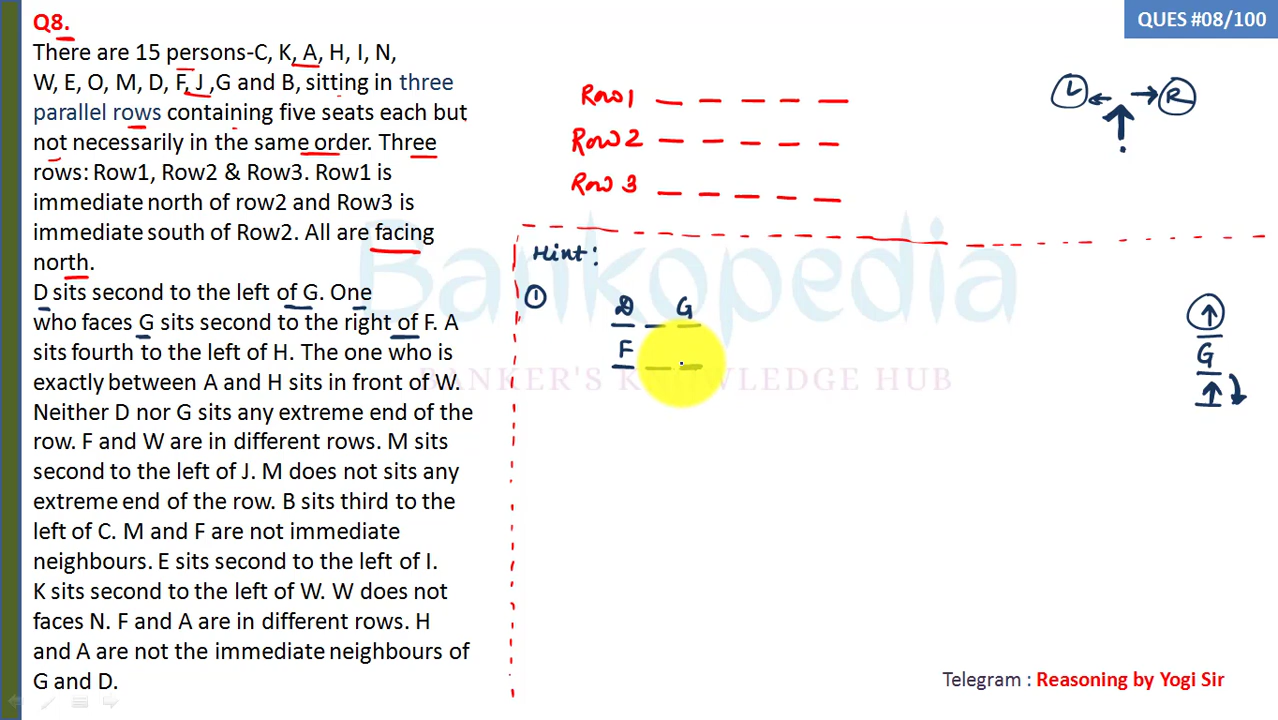 Q8.
QUES #08/100
There are 15 persons-C, K, A, H, I, N,
W, E, O, M, D, F, J ,G and B, sitting in three
parallel rows containing five seats each but
not necessarily in the same order. Three
rows: Row1, Row2 & Row3. Row1 is
immediate north of row2 and Row3 is
immediate south of Row2. All are facing
north.
D sits second to the left of G. One
who faces G sits second to the right of F. A
sits fourth to the left of H. The one who is
exactly between A and H sits in front of W.
Neither D nor G sits any extreme end of the
row. F and W are in different rows. M sits
second to the left of J. M does not sits any
extreme end of the row. B sits third to the
left of C. M and F are not immediate
neighbours. E sits second to the left of I.
K sits second to the left of W. W does not
faces N. F and A are in different rows. H
and A are not the immediate neighbours of
G and D.
Row1
Row2
Row 3
L R
Hint:
1
D G
F
G
Bankopedia
BANKER'S KNOWLEDGE HUB
Telegram : Reasoning by Yogi Sir